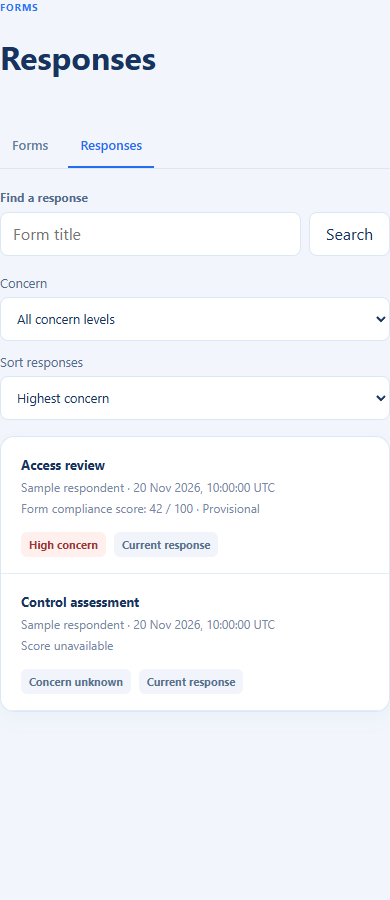 FORMS
Responses
Forms Responses
Find a response
Form title Search
Concern
All concern levels
Sort responses
Highest concern
Access review
Sample respondent · 20 Nov 2026, 10:00:00 UTC
Form compliance score: 42 / 100 · Provisional
High concern Current response
Control assessment
Sample respondent · 20 Nov 2026, 10:00:00 UTC
Score unavailable
Concern unknown Current response